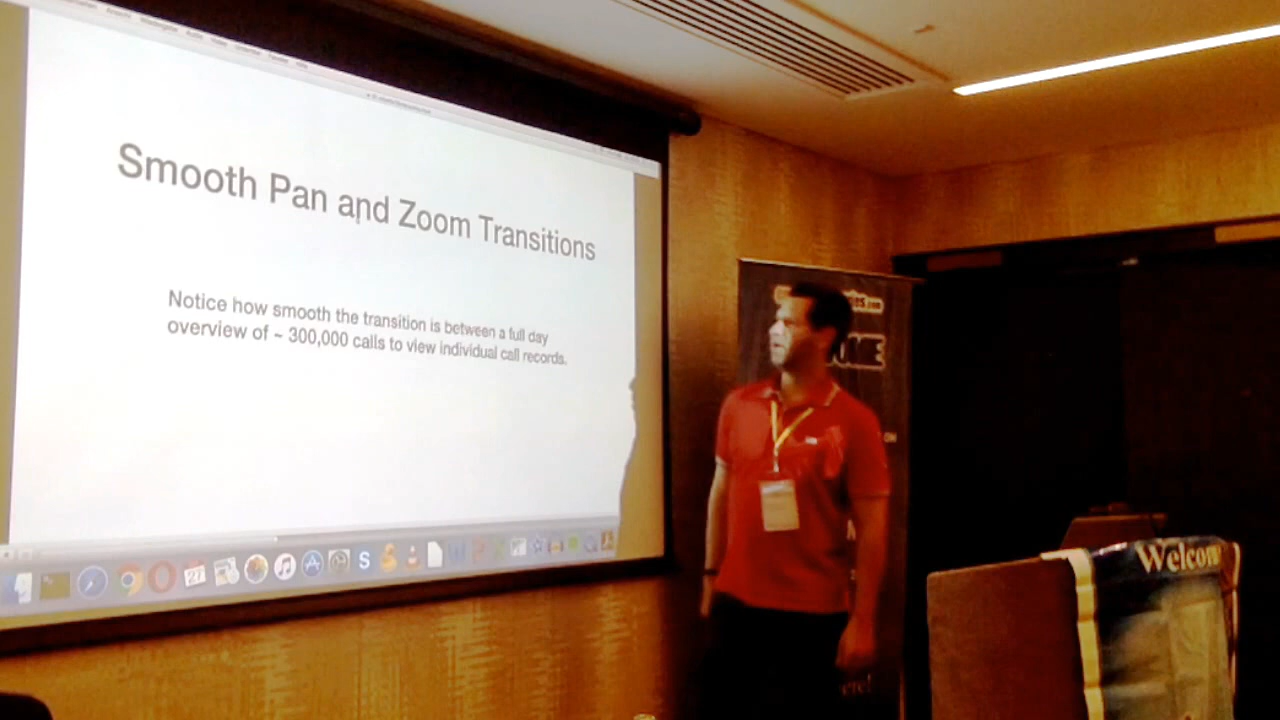 Smooth Pan and Zoom Transitions
Notice how smooth the transition is between a full day
overview of ~ 300,000 calls to view individual call records.
27
S